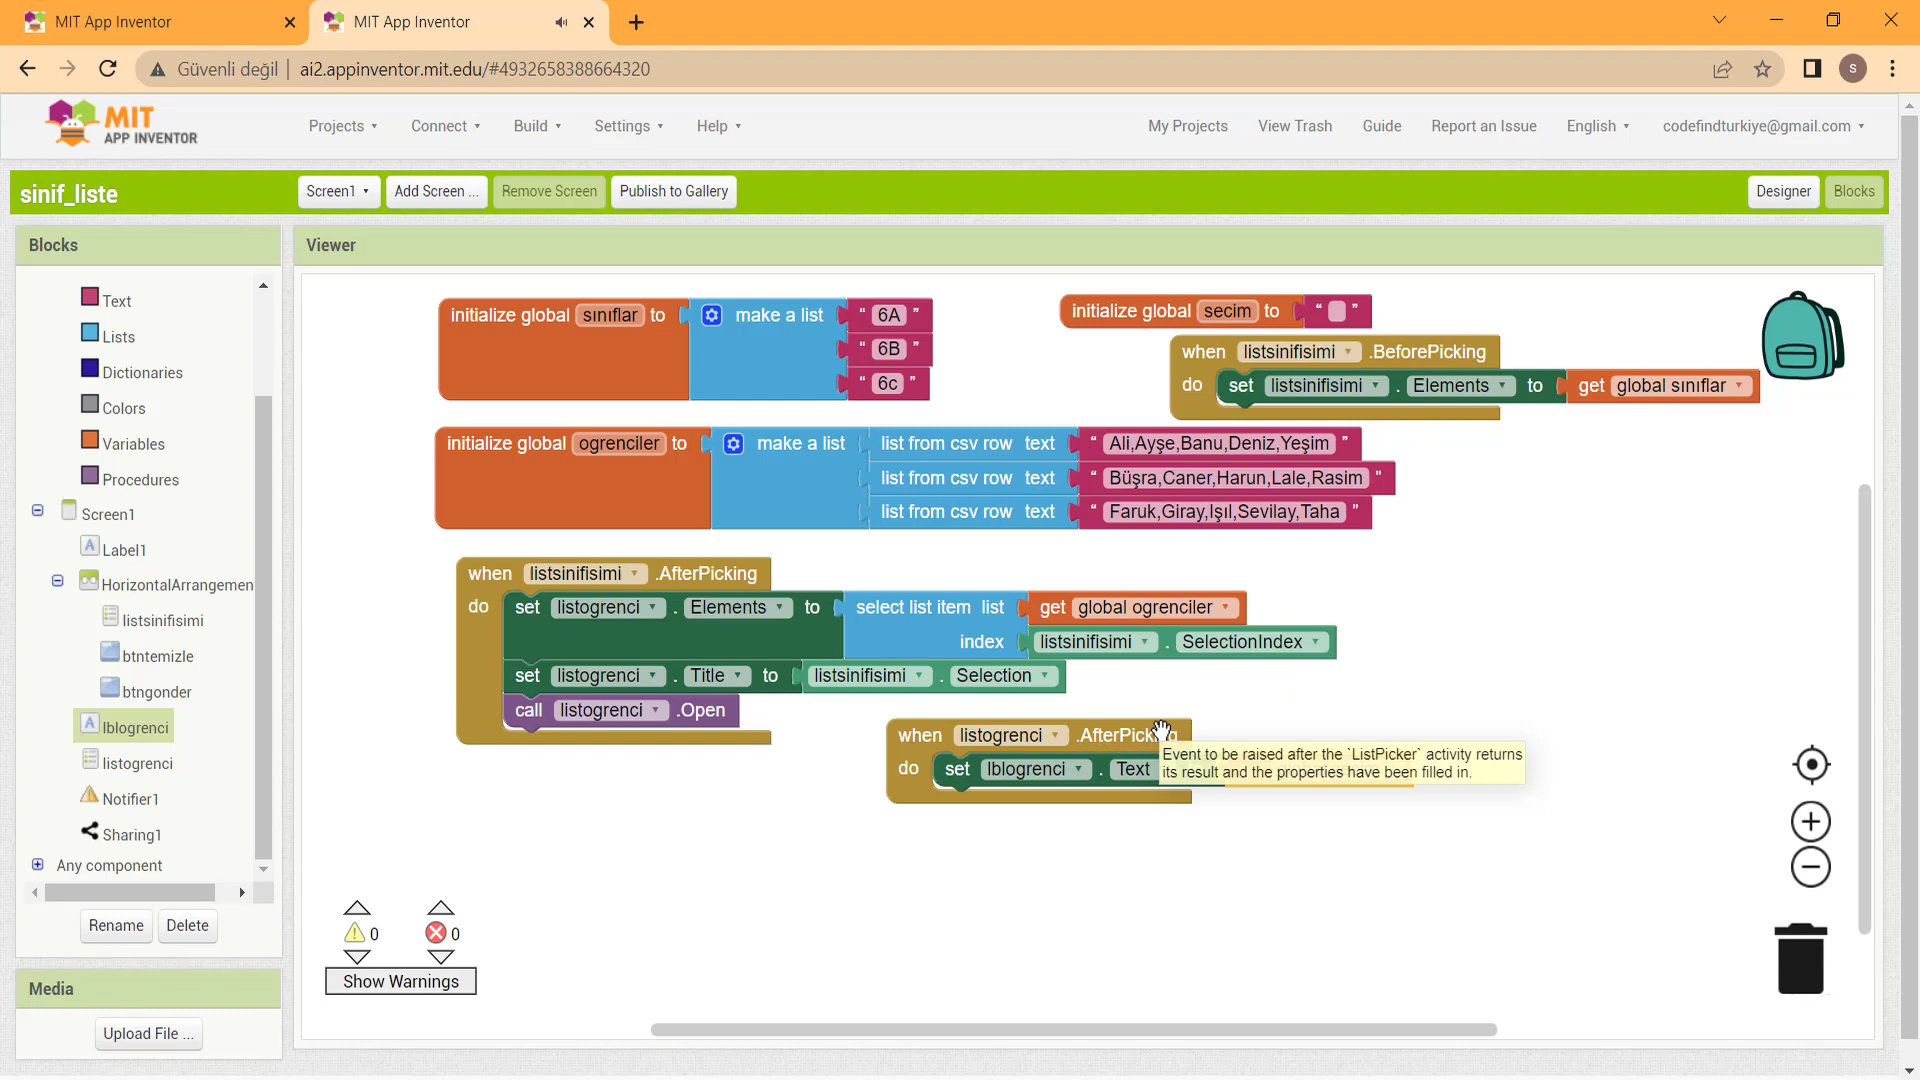 MIT App Inventor
MIT App Inventor
Güvenli değil
ai2.appinventor.mit.edu/#4932658388664320
S
MIT
APP INVENTOR
Projects
Connect
Build
Settings
Help
My Projects
View Trash
Guide
Report an Issue
English
codefindturkiye@gmail.com
sinif_liste
Screen1
Add Screen ...
Remove Screen
Publish to Gallery
Designer
Blocks
Blocks
Text
Lists
Dictionaries
Colors
Variables
Procedures
Screen1
Label1
HorizontalArrangemen
listsinifisimi
btntemizle
btngonder
lblogrenci
listogrenci
Notifier1
Sharing1
Any component
Rename
Delete
Media
Upload File ...
Viewer
initialize global sınıflar to make a list " 6A "
" 6B "
" 6c "
initialize global secim to " "
when listsinifisimi .BeforePicking
do set listsinifisimi . Elements to get global sınıflar
initialize global ogrenciler to make a list list from csv row text " Ali,Ayşe,Banu,Deniz,Yeşim "
list from csv row text " Büşra,Caner,Harun,Lale,Rasim "
list from csv row text " Faruk,Giray,Işıl,Sevilay,Taha "
when listsinifisimi .AfterPicking
do set listogrenci . Elements to select list item list get global ogrenciler
index listsinifisimi . SelectionIndex
set listogrenci . Title to listsinifisimi . Selection
call listogrenci .Open
when listogrenci .AfterPicking
do set lblogrenci . Text
Event to be raised after the `ListPicker` activity returns
its result and the properties have been filled in.
0
0
Show Warnings